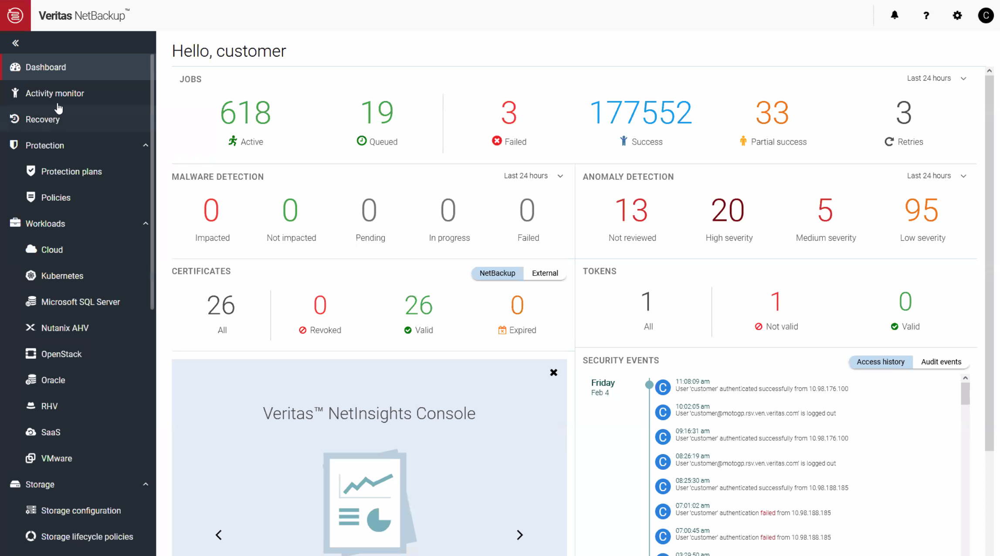 Veritas NetBackup™
C
Hello, customer
Dashboard
Activity monitor
Recovery
Protection
Protection plans
Policies
Workloads
Cloud
Kubernetes
Microsoft SQL Server
Nutanix AHV
OpenStack
Oracle
RHV
SaaS
VMware
Storage
Storage configuration
Storage lifecycle policies
JOBS
Last 24 hours
618
Active
19
Queued
3
Failed
177552
Success
33
Partial success
3
Retries
MALWARE DETECTION
Last 24 hours
0
Impacted
0
Not impacted
0
Pending
0
In progress
0
Failed
ANOMALY DETECTION
Last 24 hours
13
Not reviewed
20
High severity
5
Medium severity
95
Low severity
CERTIFICATES
NetBackup
External
26
All
0
Revoked
26
Valid
0
Expired
TOKENS
1
All
1
Not valid
0
Valid
Veritas™ NetInsights Console
SECURITY EVENTS
Access history
Audit events
Friday
Feb 4
C
11:08:09 am
User 'customer' authenticated successfully from 10.98.176.100
C
10:02:05 am
User 'customer@motogp.rsv.ven.veritas.com' is logged out
C
09:16:31 am
User 'customer' authenticated successfully from 10.98.176.100
C
08:26:19 am
User 'customer@motogp.rsv.ven.veritas.com' is logged out
C
08:25:30 am
User 'customer' authenticated successfully from 10.98.188.185
C
07:01:02 am
User 'customer' authentication failed from 10.98.188.185
C
07:00:45 am
User 'customer' authentication failed from 10.98.188.185
03:29:50 am